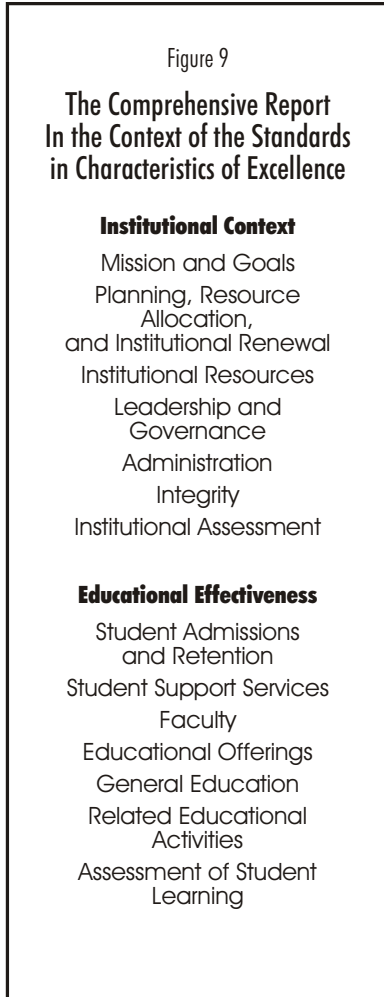 Figure 9
The Comprehensive Report
In the Context of the Standards
in Characteristics of Excellence
Institutional Context
Mission and Goals
Planning, Resource
Allocation,
and Institutional Renewal
Institutional Resources
Leadership and
Governance
Administration
Integrity
Institutional Assessment
Educational Effectiveness
Student Admissions
and Retention
Student Support Services
Faculty
Educational Offerings
General Education
Related Educational
Activities
Assessment of Student
Learning